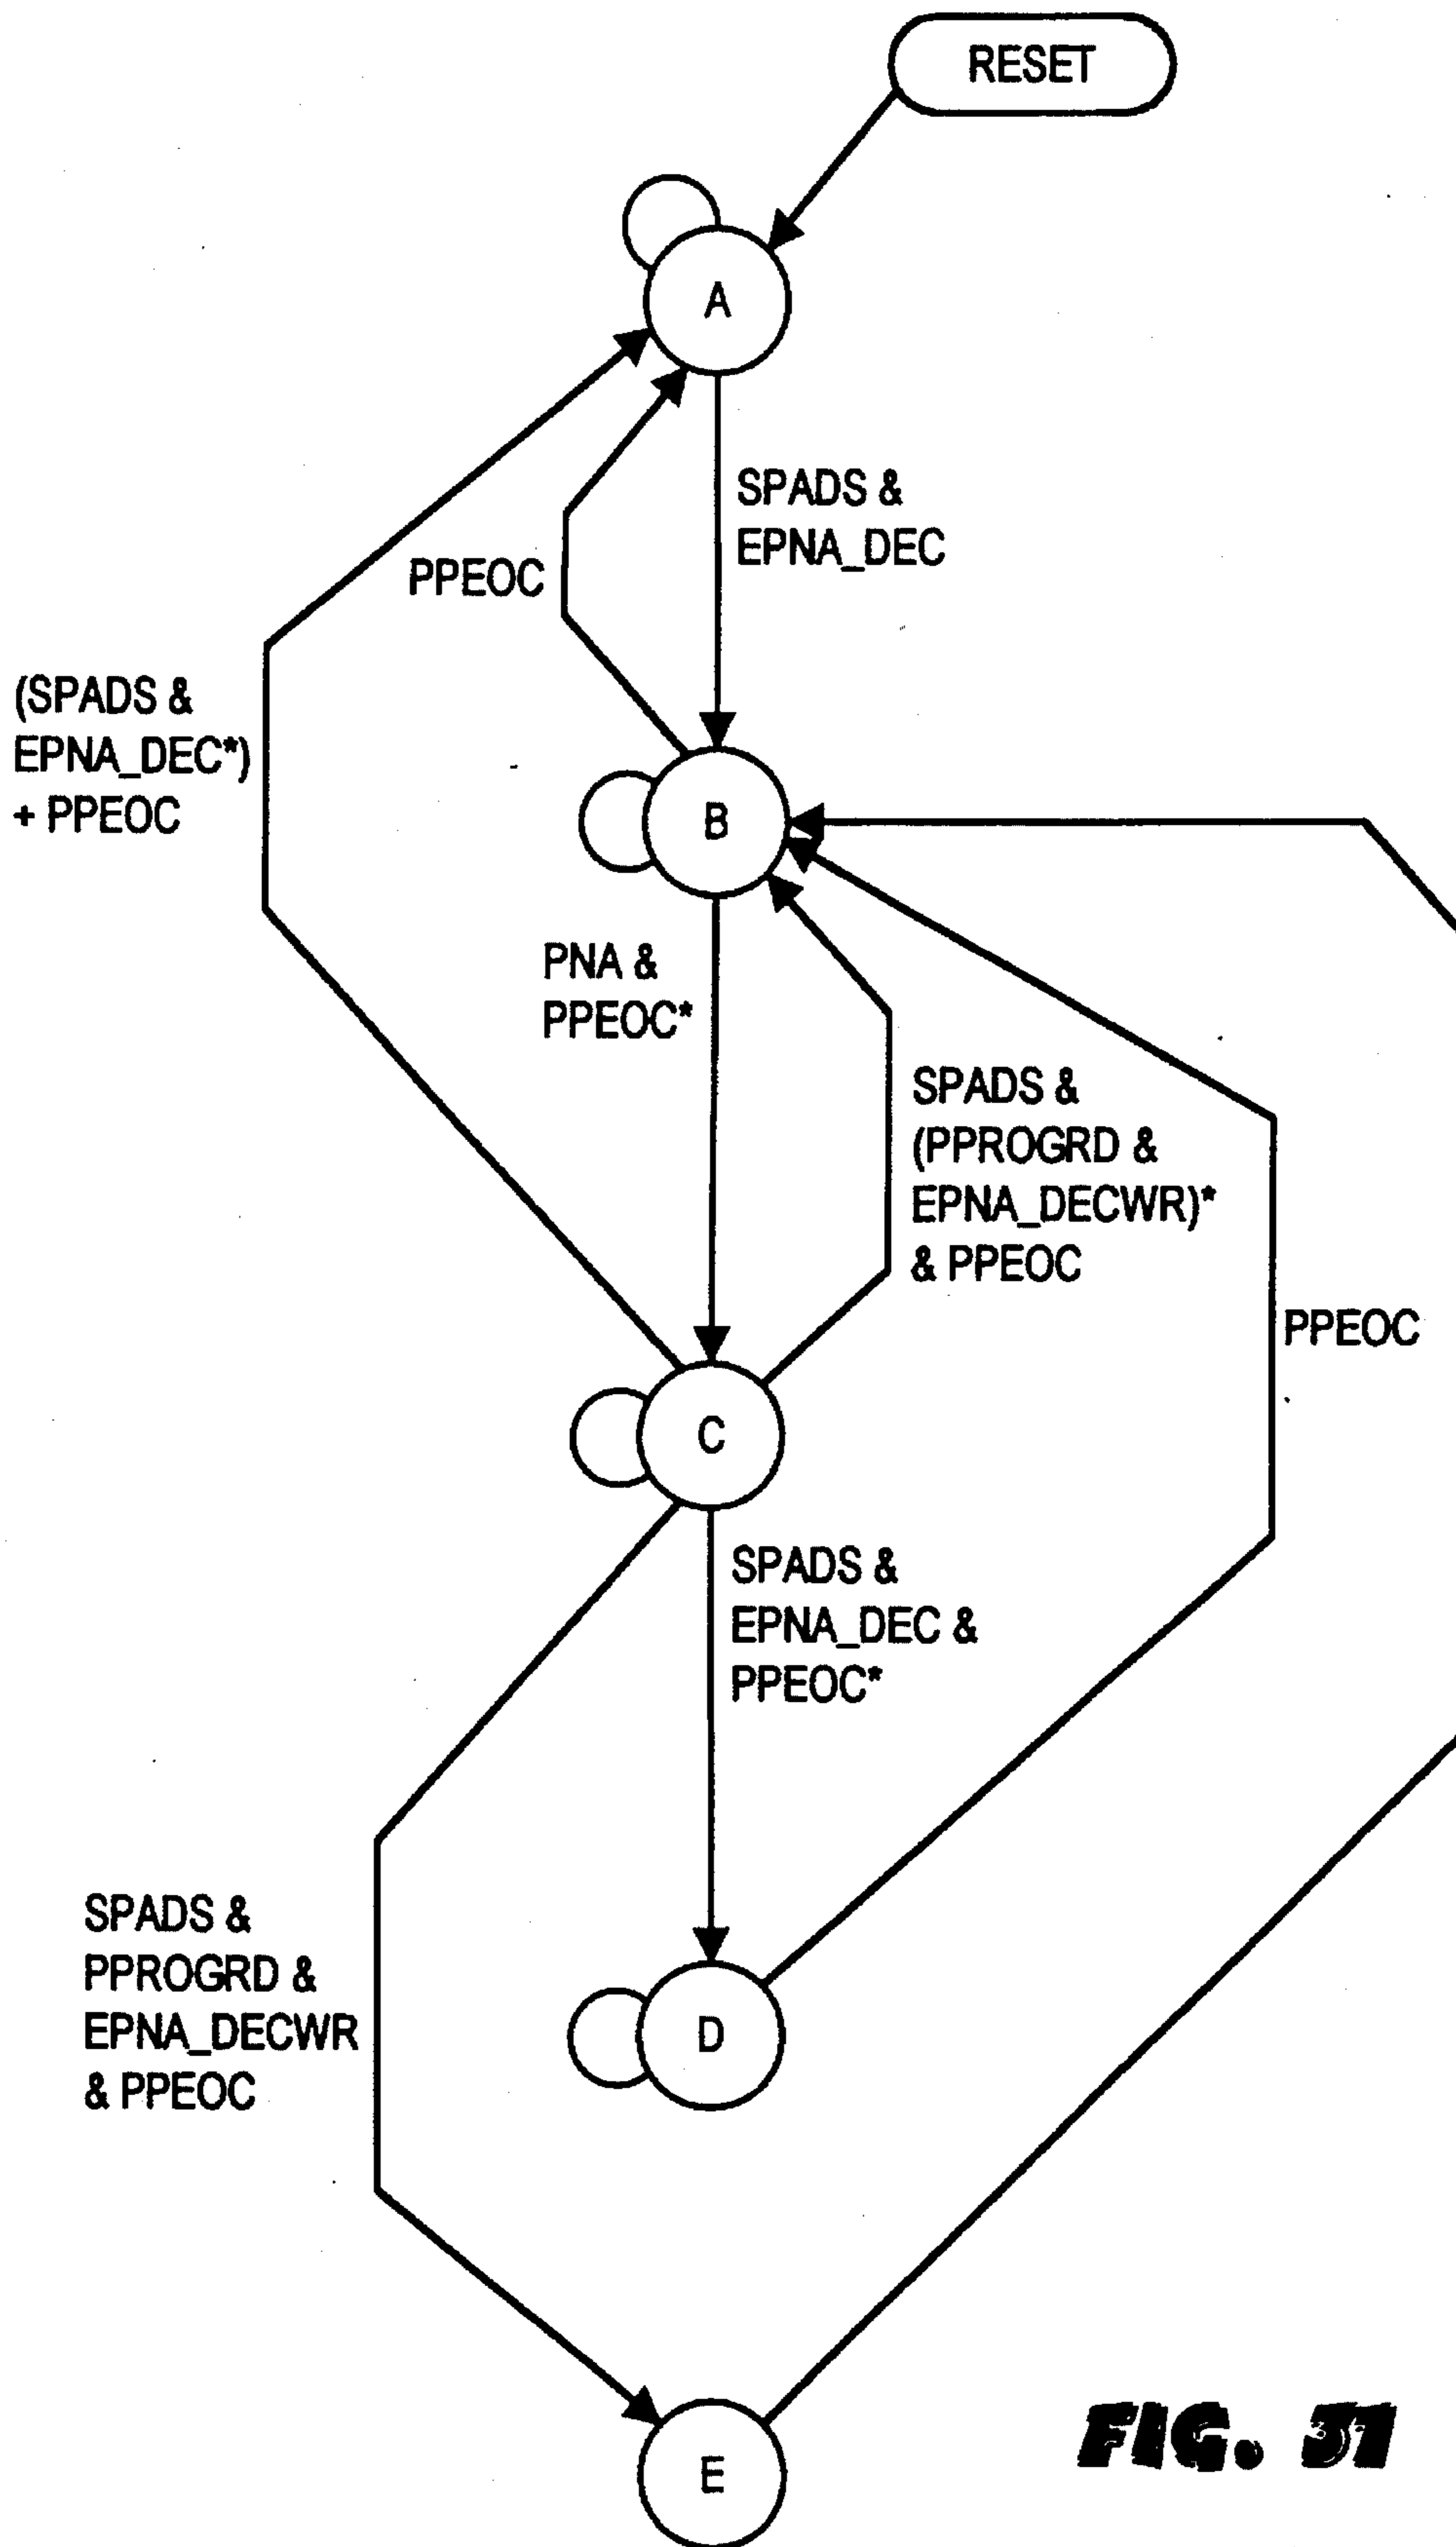 RESET
A
SPADS &
EPNA_DEC
PPEOC
(SPADS &
EPNA_DEC*)
+ PPEOC
B
PNA &
PPEOC*
SPADS &
(PPROGRD &
EPNA_DECWR)*
& PPEOC
PPEOC
C
SPADS &
EPNA_DEC &
PPEOC*
SPADS &
PPROGRD &
EPNA_DECWR
& PPEOC
D
E
FIG.